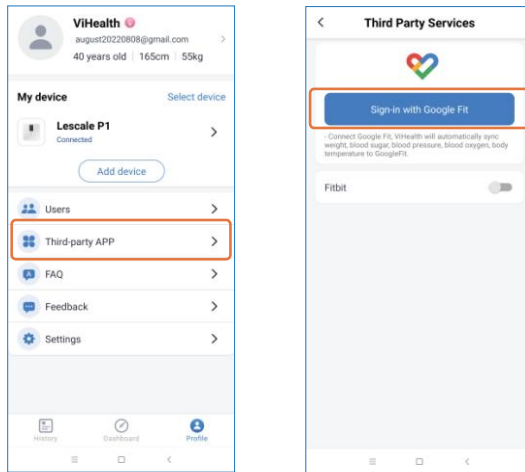 ViHealth
august20220808@gmail.com
40 years old 165cm 55kg
My device
Select device
Lescale P1
Connected
Add device
Users
Third-party APP
FAQ
Feedback
Settings
History
Dashboard
Profile
Third Party Services
Sign-in with Google Fit
- Connect Google Fit, ViHealth will automatically sync
weight, blood sugar, blood pressure, blood oxygen, body
temperature to GoogleFit.
Fitbit